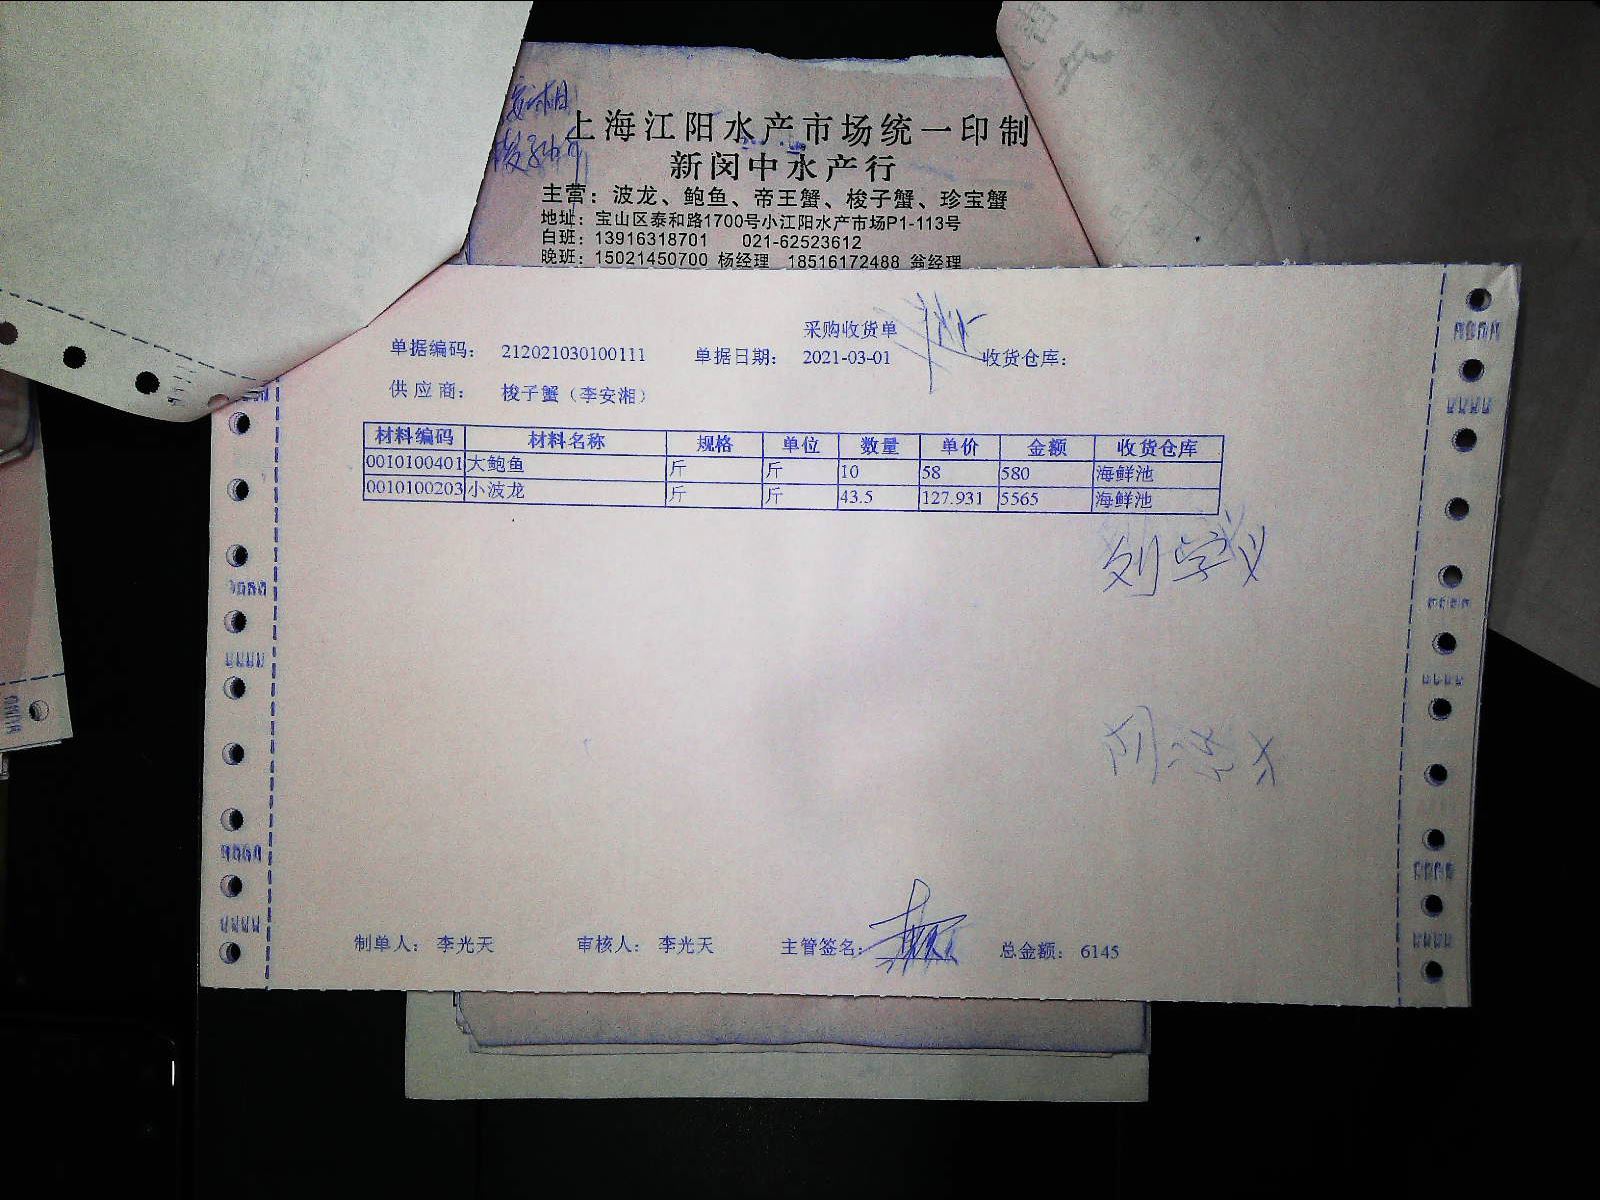 上海江阳水产市场统一印制
新闵中水产行
主营：波龙、鲍鱼、帝王蟹、梭子蟹、珍宝蟹
地址：宝山区泰和路1700号小江阳水产市场P1-113号
白班：13916318701 021-62523612
晚班：15021450700 杨经理 18516172488 翁经理
采购收货单
单据编码： 212021030100111 单据日期： 2021-03-01 收货仓库：
供应商： 梭子蟹（李安湘）
材料编码 材料名称 规格 单位 数量 单价 金额 收货仓库
0010100401 大鲍鱼 斤 斤 10 58 580 海鲜池
0010100203 小波龙 斤 斤 43.5 127.931 5565 海鲜池
制单人： 李光天 审核人： 李光天 主管签名： 总金额： 6145